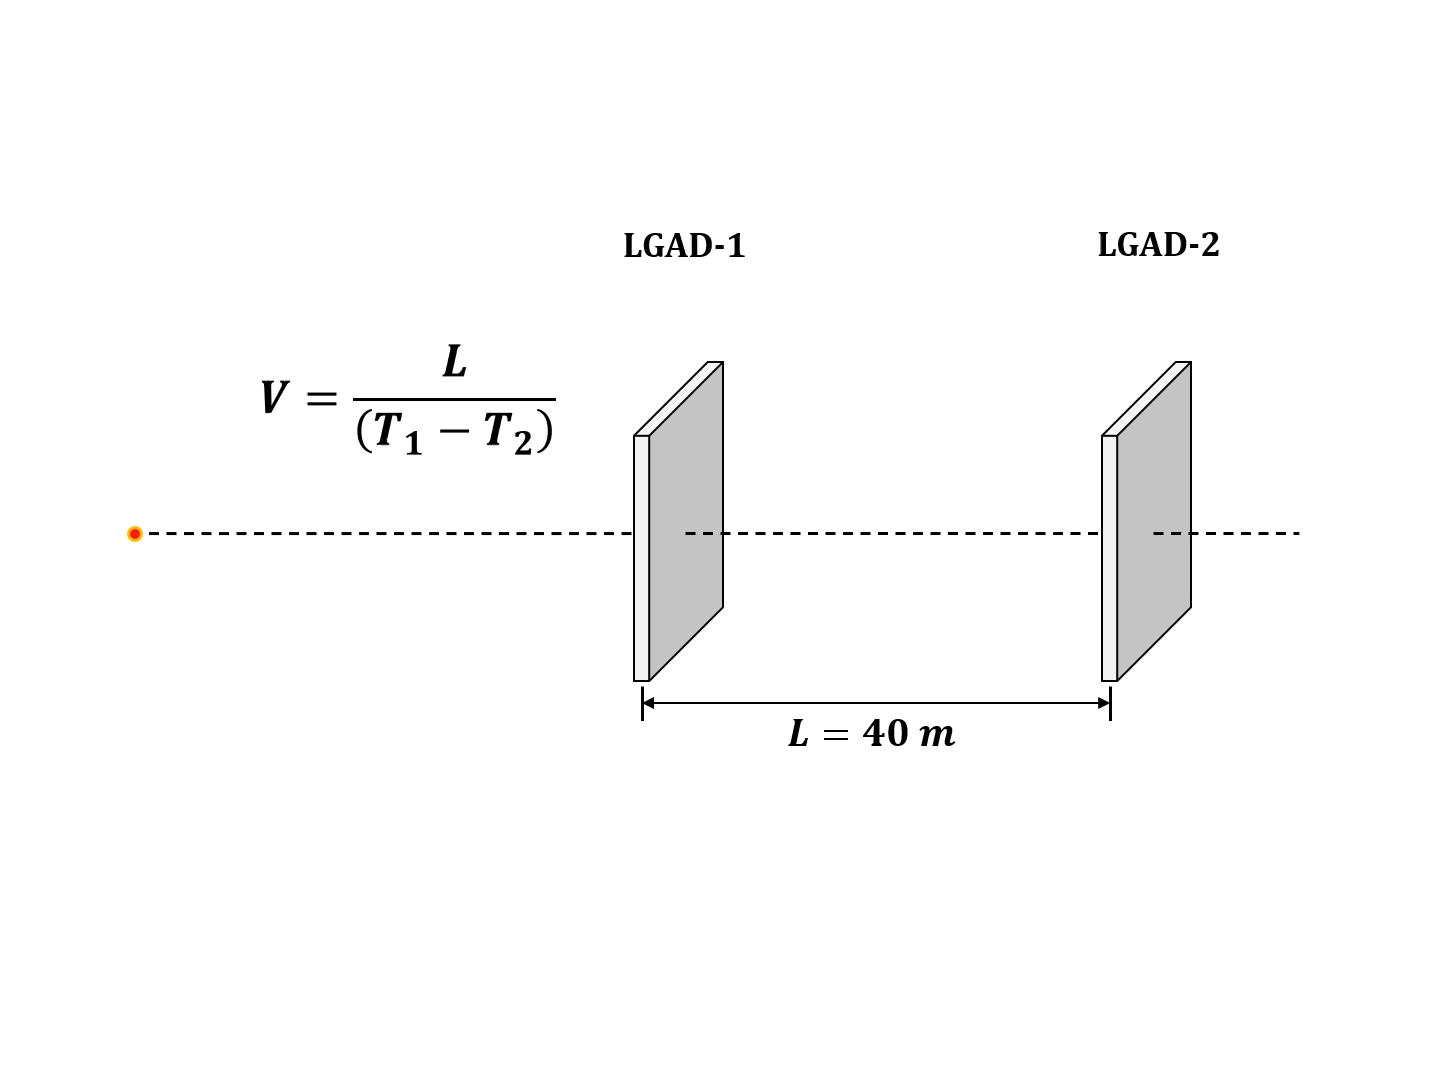 LGAD-1
LGAD-2
V = L / (T₁ − T₂)
L = 40 m